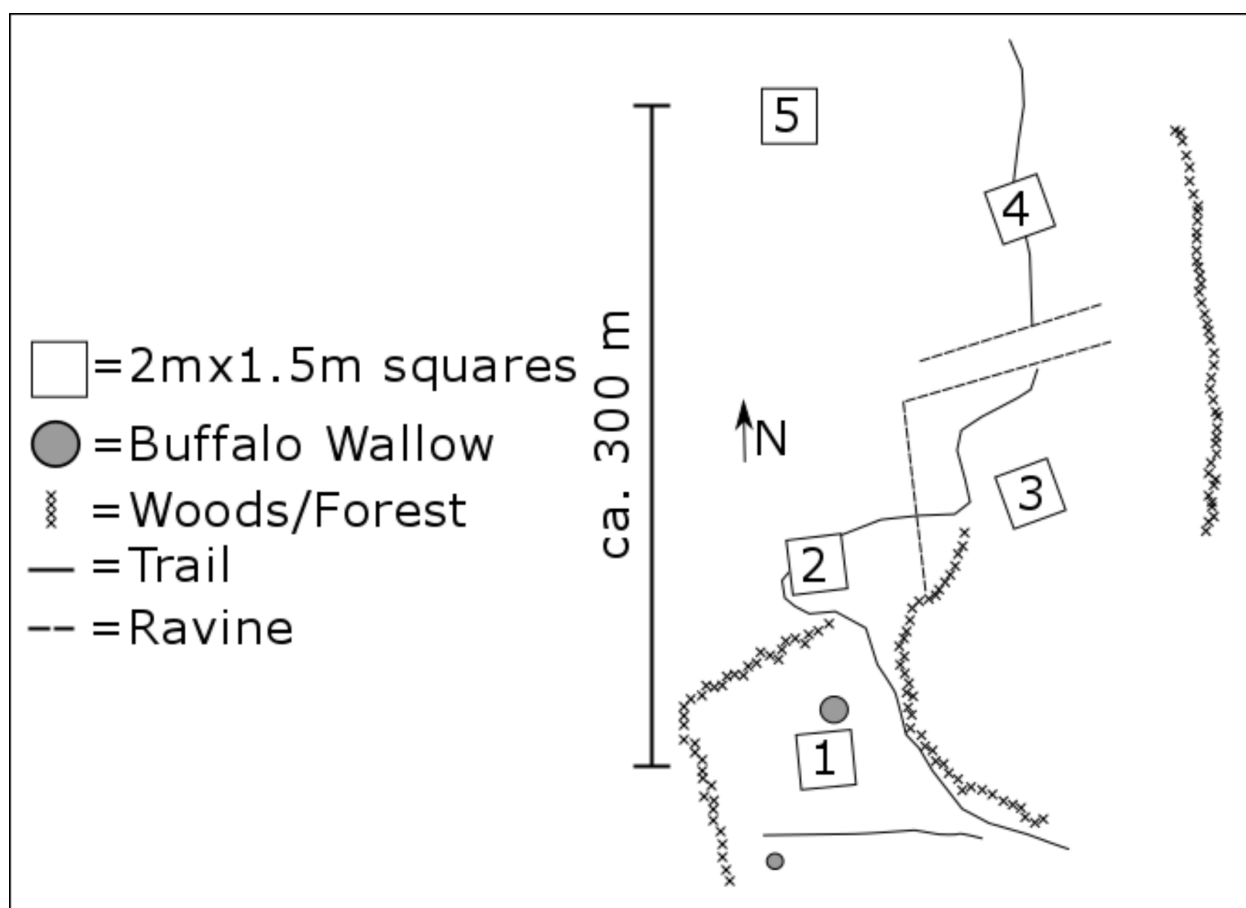 5
4
ca. 300 m
=2mx1.5m squares
N
=Buffalo Wallow
3
=Woods/Forest
=Trail
2
=Ravine
1